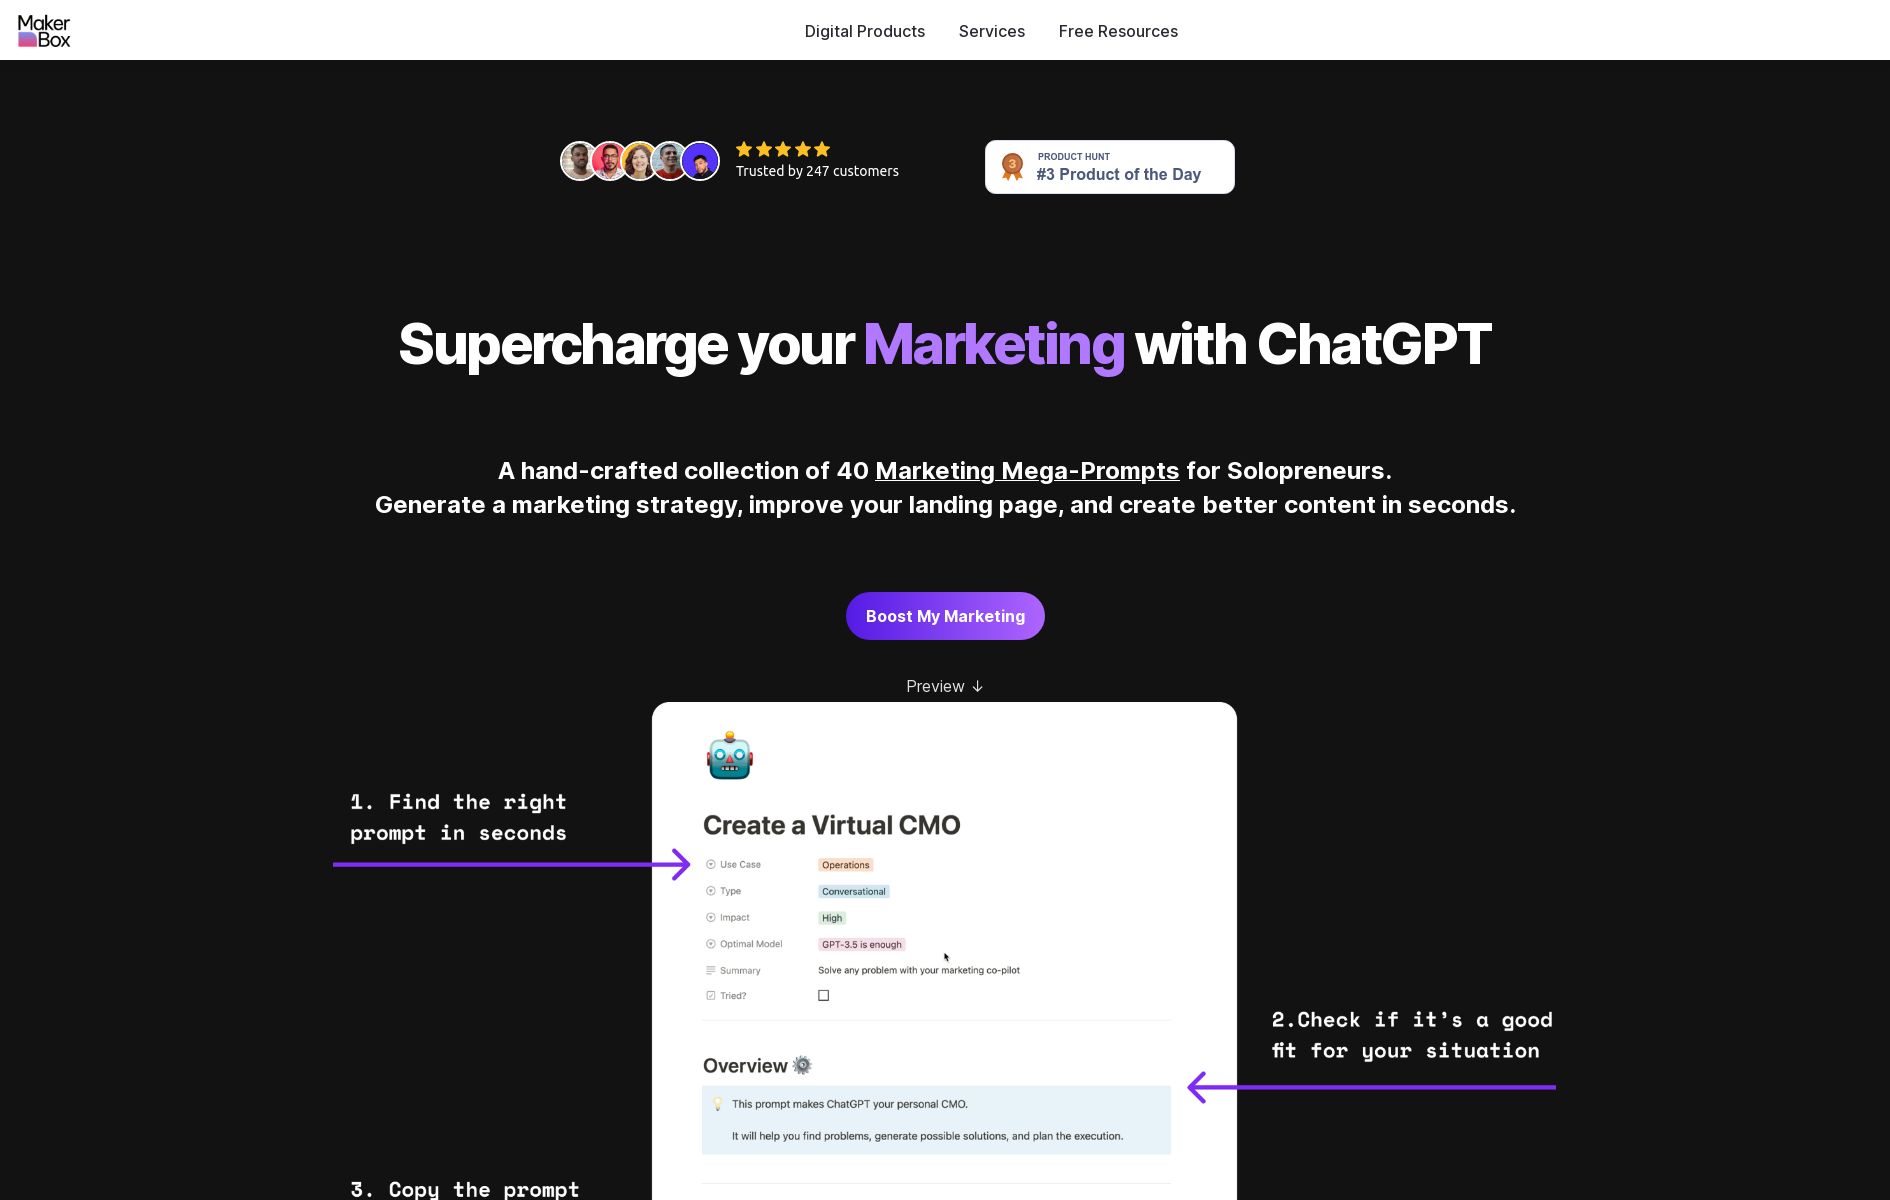 Maker
Box
Digital Products
Services
Free Resources
Trusted by 247 customers
3
PRODUCT HUNT
#3 Product of the Day
Supercharge your Marketing with ChatGPT
A hand-crafted collection of 40 Marketing Mega-Prompts for Solopreneurs.
Generate a marketing strategy, improve your landing page, and create better content in seconds.
Boost My Marketing
Preview ↓
1. Find the right
prompt in seconds
Create a Virtual CMO
Use Case Operations
Type Conversational
Impact High
Optimal Model GPT-3.5 is enough
Summary Solve any problem with your marketing co-pilot
Tried?
2.Check if it’s a good
fit for your situation
Overview
This prompt makes ChatGPT your personal CMO.
It will help you find problems, generate possible solutions, and plan the execution.
3. Copy the prompt